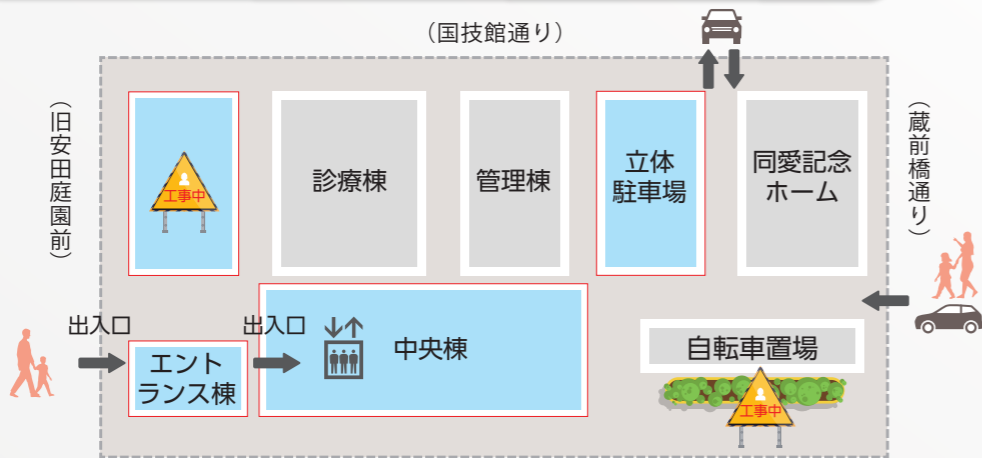 （国技館通り）
（旧安田庭園前）
（蔵前橋通り）
工事中
診療棟
管理棟
立体
駐車場
同愛記念
ホーム
出入口
出入口
エント
ランス棟
中央棟
自転車置場
工事中